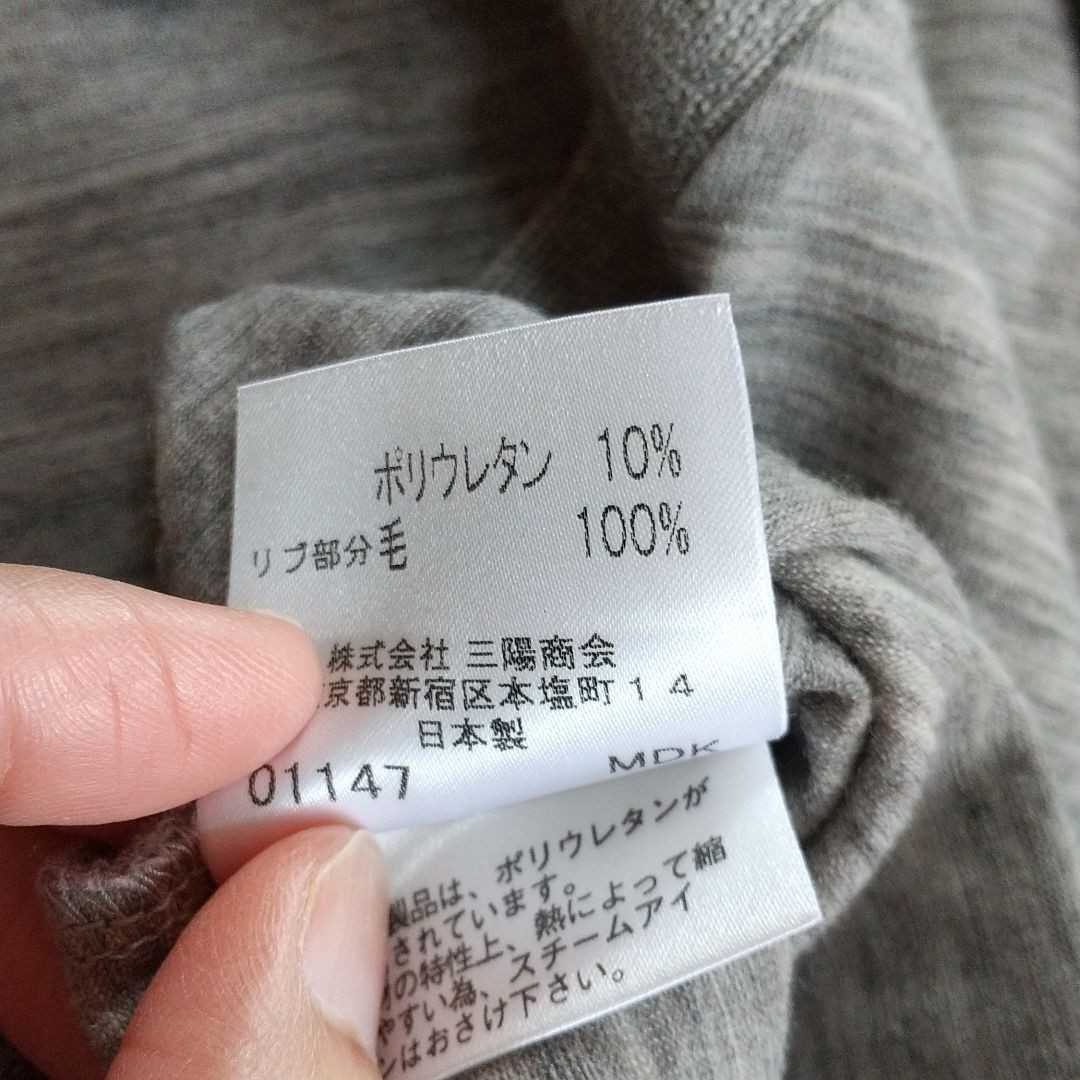 ポリウレタン 10%
リブ部分毛 100%
株式会社 三陽商会
京都新宿区本塩町14
日本製
01147 MDK
製品は、ポリウレタンが
されています。
の特性上、熱によって縮
やすい為、スチームアイ
ンはおさけ下さい。